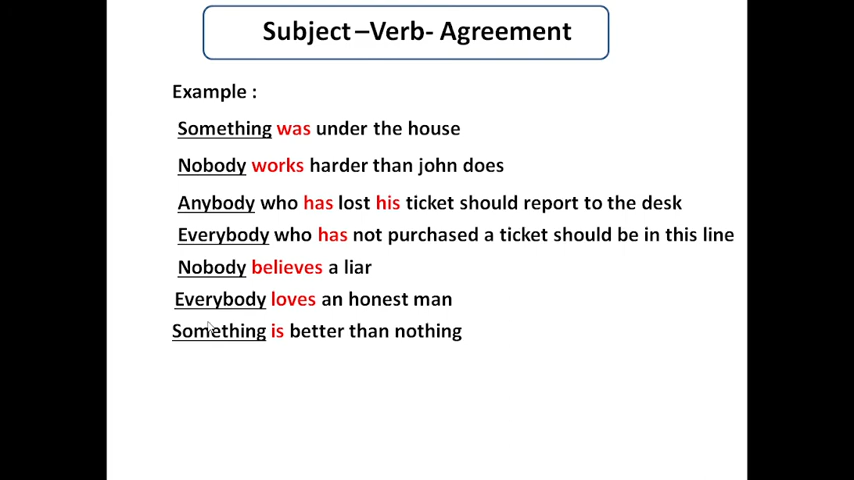 Subject –Verb- Agreement
Example :
Something was under the house
Nobody works harder than john does
Anybody who has lost his ticket should report to the desk
Everybody who has not purchased a ticket should be in this line
Nobody believes a liar
Everybody loves an honest man
Something is better than nothing